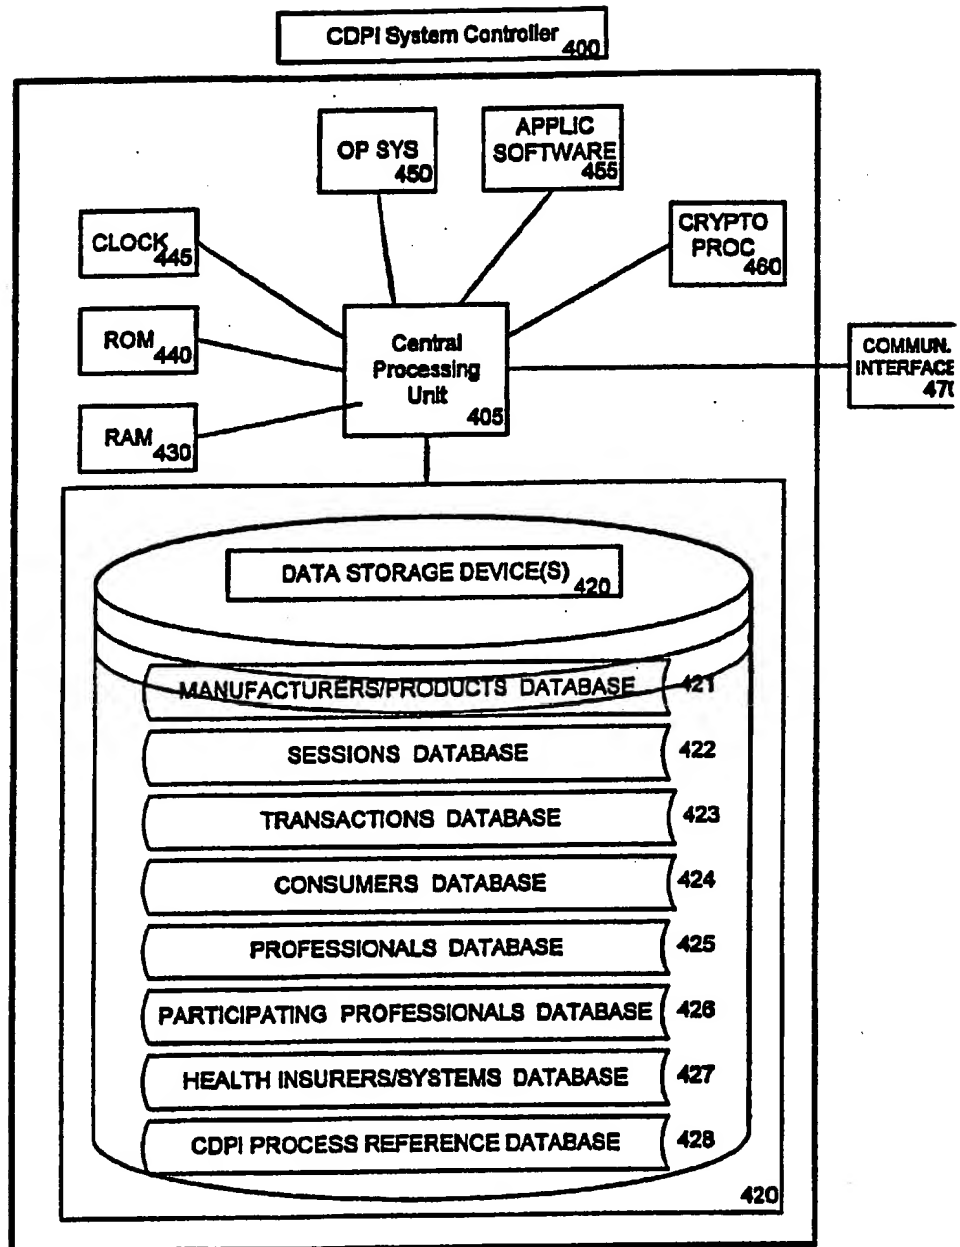 CDPI System Controller
400
OP SYS
450
APPLIC
SOFTWARE
455
CLOCK
445
CRYPTO
PROC
460
ROM
440
Central
Processing
Unit
405
COMMUN.
INTERFACE
470
RAM
430
DATA STORAGE DEVICE(S)
420
MANUFACTURERS/PRODUCTS DATABASE 421
SESSIONS DATABASE 422
TRANSACTIONS DATABASE 423
CONSUMERS DATABASE 424
PROFESSIONALS DATABASE 425
PARTICIPATING PROFESSIONALS DATABASE 426
HEALTH INSURERS/SYSTEMS DATABASE 427
CDPI PROCESS REFERENCE DATABASE 428
420